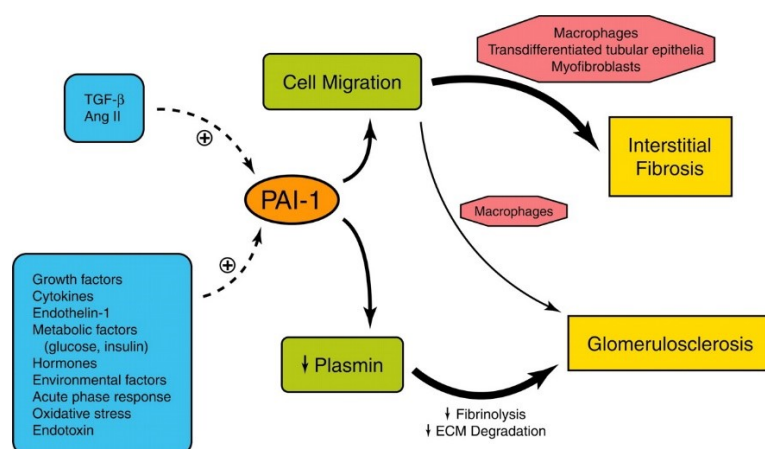 TGF-β
Ang II
Growth factors
Cytokines
Endothelin-1
Metabolic factors
(glucose, insulin)
Hormones
Environmental factors
Acute phase response
Oxidative stress
Endotoxin
⊕
⊕
PAI-1
Cell Migration
↓ Plasmin
Macrophages
Transdifferentiated tubular epithelia
Myofibroblasts
Interstitial
Fibrosis
Macrophages
Glomerulosclerosis
↓ Fibrinolysis
↓ ECM Degradation